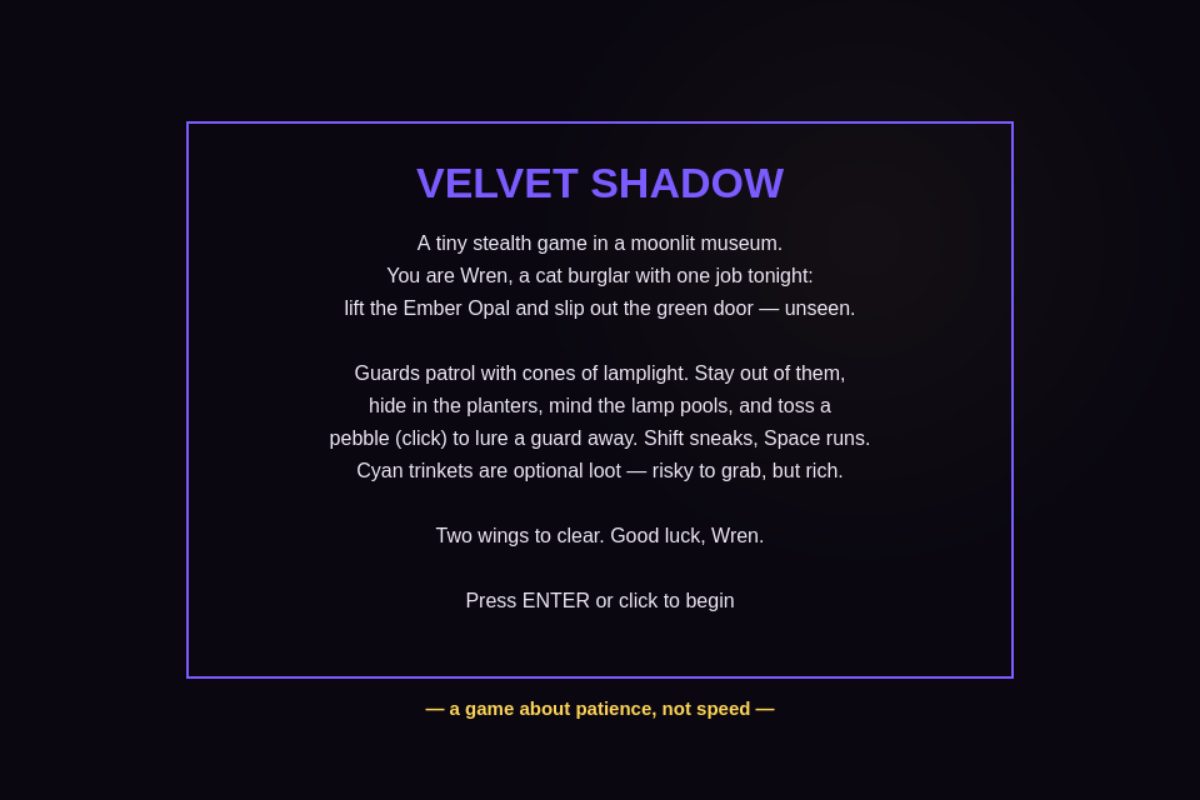 VELVET SHADOW
A tiny stealth game in a moonlit museum.
You are Wren, a cat burglar with one job tonight:
lift the Ember Opal and slip out the green door — unseen.
Guards patrol with cones of lamplight. Stay out of them,
hide in the planters, mind the lamp pools, and toss a
pebble (click) to lure a guard away. Shift sneaks, Space runs.
Cyan trinkets are optional loot — risky to grab, but rich.
Two wings to clear. Good luck, Wren.
Press ENTER or click to begin
— a game about patience, not speed —